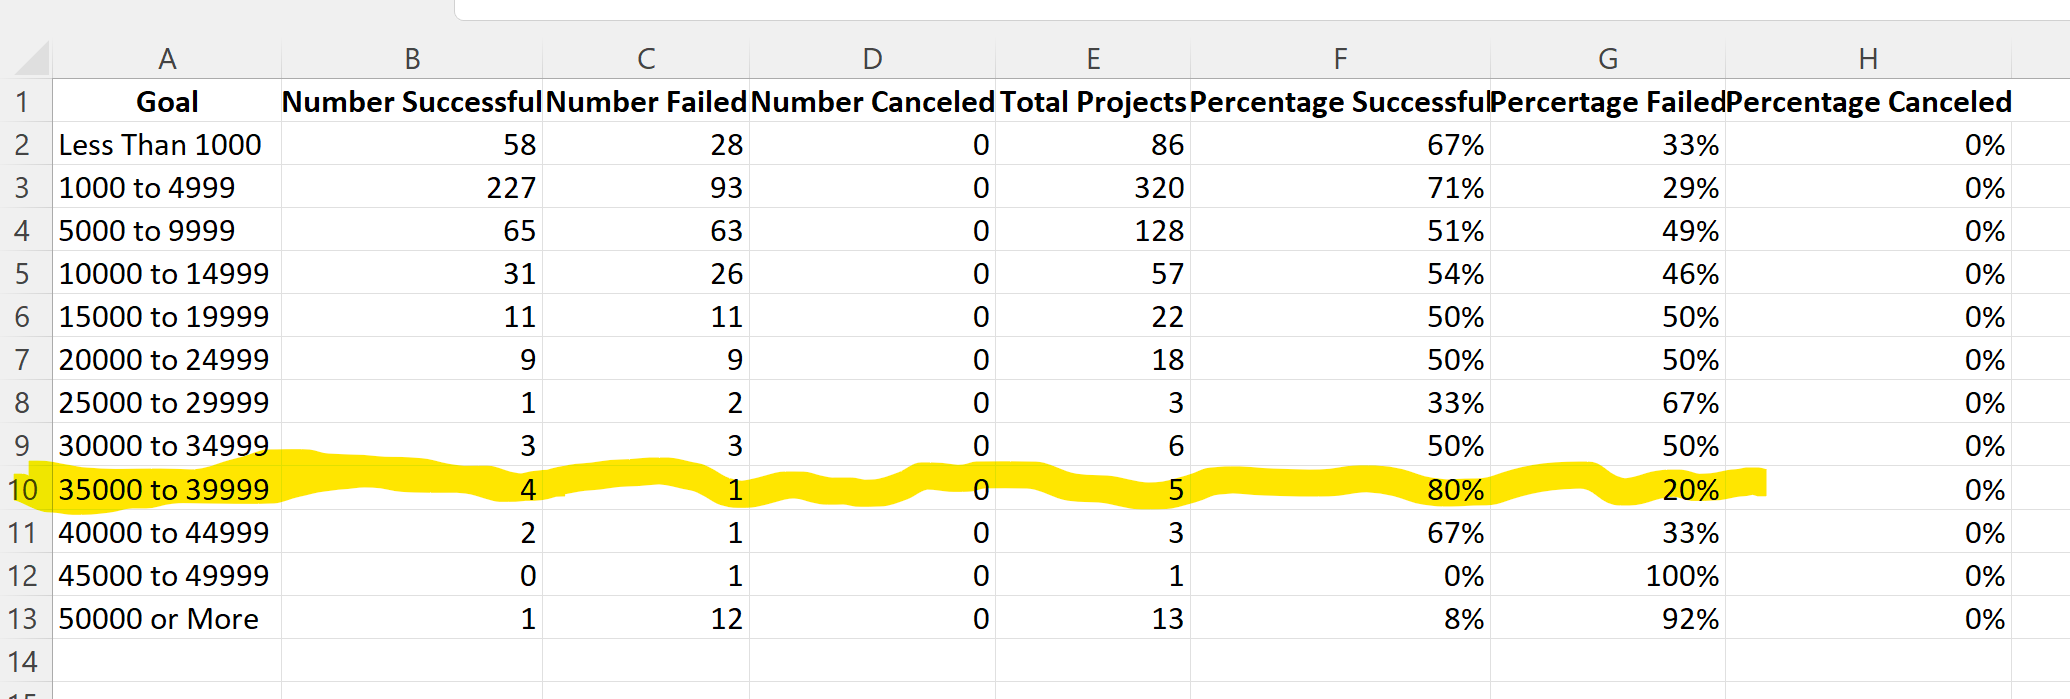 A B C D E F G H
1 Goal Number Successful Number Failed Number Canceled Total Projects Percentage Successful Percertage Failed Percentage Canceled
2 Less Than 1000 58 28 0 86 67% 33% 0%
3 1000 to 4999 227 93 0 320 71% 29% 0%
4 5000 to 9999 65 63 0 128 51% 49% 0%
5 10000 to 14999 31 26 0 57 54% 46% 0%
6 15000 to 19999 11 11 0 22 50% 50% 0%
7 20000 to 24999 9 9 0 18 50% 50% 0%
8 25000 to 29999 1 2 0 3 33% 67% 0%
9 30000 to 34999 3 3 0 6 50% 50% 0%
10 35000 to 39999 4 1 0 5 80% 20% 0%
11 40000 to 44999 2 1 0 3 67% 33% 0%
12 45000 to 49999 0 1 0 1 0% 100% 0%
13 50000 or More 1 12 0 13 8% 92% 0%
14